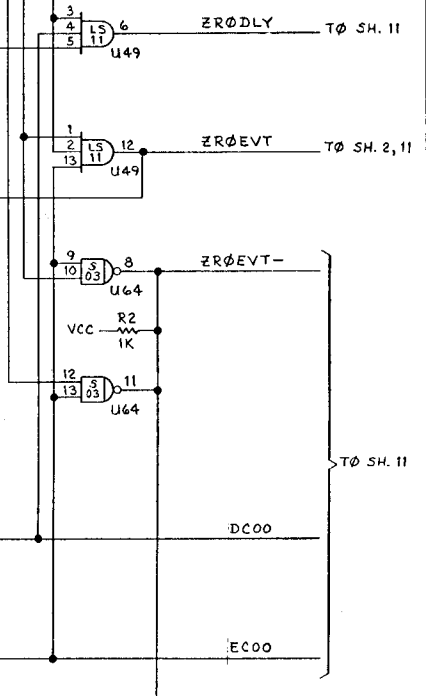 3
4
5
LS
11
6
U49
ZRØDLY
TØ SH. 11
1
2
13
LS
11
12
U49
ZRØEVT
TØ SH. 2, 11
9
10
S
03
8
U64
ZRØEVT-
VCC
R2
1K
12
13
S
03
11
U64
TØ SH. 11
DC00
EC00